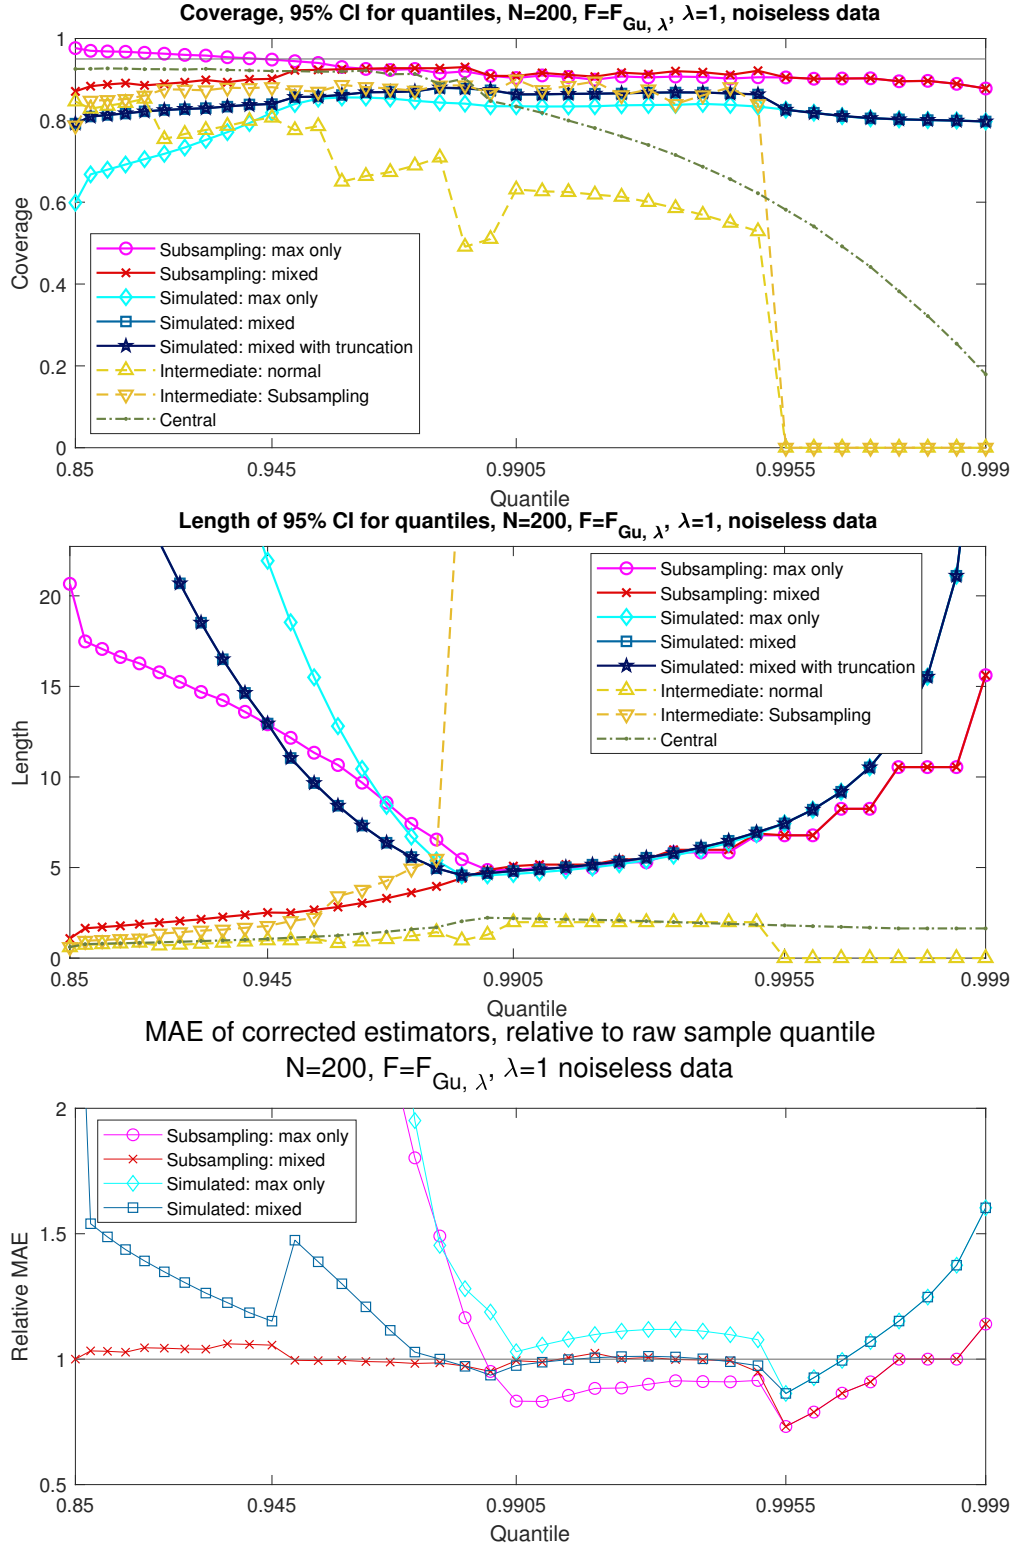 Coverage, 95% CI for quantiles, N=200, F=F_Gu, λ, λ=1, noiseless data
1
0.8
0.6
0.4
0.2
0
Coverage
Subsampling: max only
Subsampling: mixed
Simulated: max only
Simulated: mixed
Simulated: mixed with truncation
Intermediate: normal
Intermediate: Subsampling
Central
0.85 0.945 0.9905 0.9955 0.999
Quantile
Length of 95% CI for quantiles, N=200, F=F_Gu, λ, λ=1, noiseless data
20
15
10
5
0
Length
Subsampling: max only
Subsampling: mixed
Simulated: max only
Simulated: mixed
Simulated: mixed with truncation
Intermediate: normal
Intermediate: Subsampling
Central
0.85 0.945 0.9905 0.9955 0.999
Quantile
MAE of corrected estimators, relative to raw sample quantile
N=200, F=F_Gu, λ, λ=1 noiseless data
2
1.5
1
0.5
Relative MAE
Subsampling: max only
Subsampling: mixed
Simulated: max only
Simulated: mixed
0.85 0.945 0.9905 0.9955 0.999
Quantile